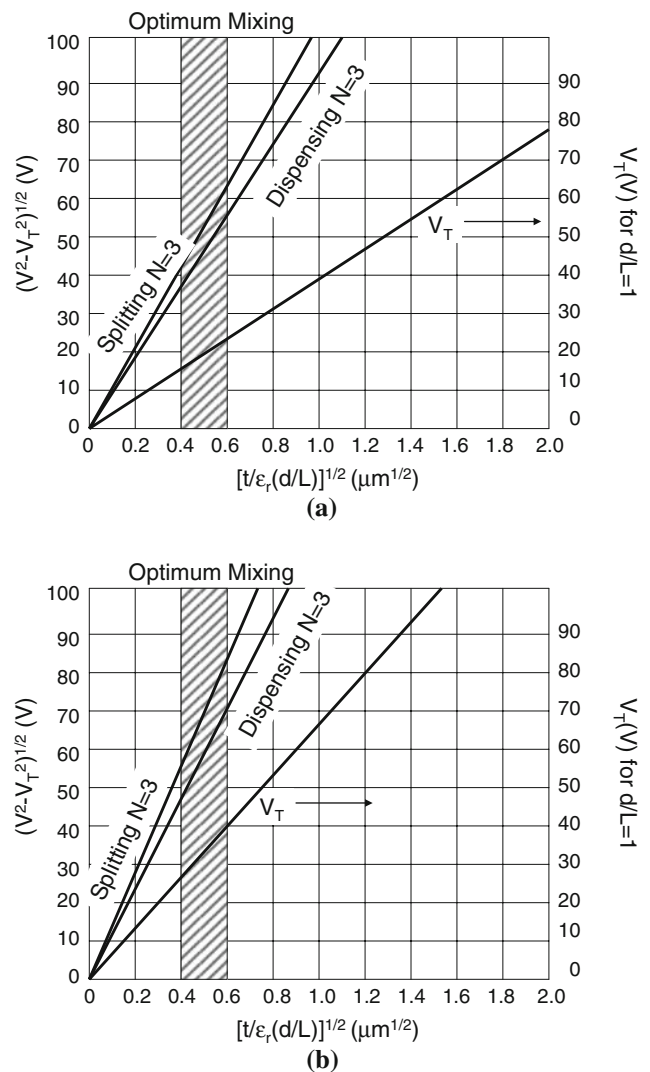 Optimum Mixing
100
90
80
70
60
50
40
30
20
10
0
(V²-V_T²)^1/2 (V)
Splitting N=3
Dispensing N=3
V_T
90
80
70
60
50
40
30
20
10
0
V_T(V) for d/L=1
0 0.2 0.4 0.6 0.8 1.0 1.2 1.4 1.6 1.8 2.0
[t/ε_r(d/L)]^1/2 (μm^1/2)
(a)
Optimum Mixing
100
90
80
70
60
50
40
30
20
10
0
(V²-V_T²)^1/2 (V)
Splitting N=3
Dispensing N=3
V_T
90
80
70
60
50
40
30
20
10
0
V_T(V) for d/L=1
0 0.2 0.4 0.6 0.8 1.0 1.2 1.4 1.6 1.8 2.0
[t/ε_r(d/L)]^1/2 (μm^1/2)
(b)